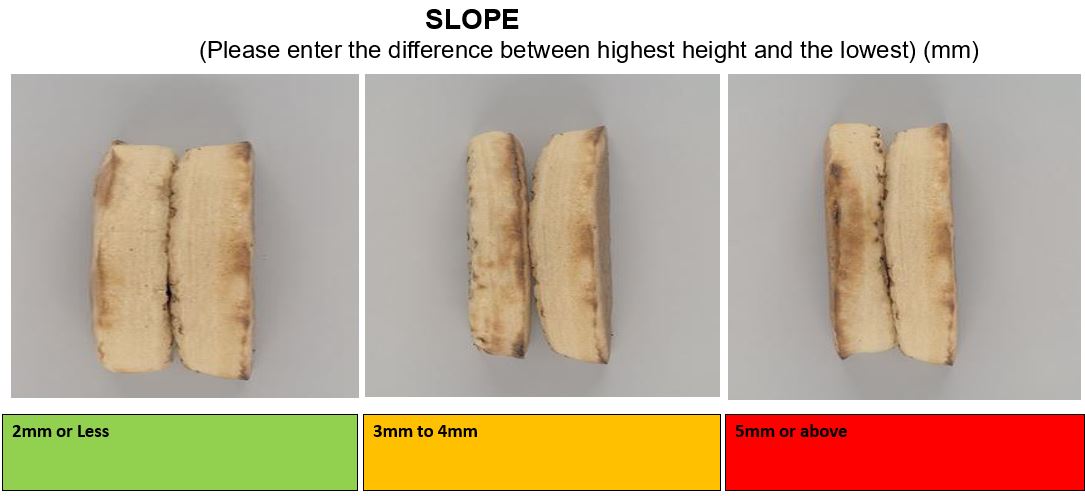 SLOPE
(Please enter the difference between highest height and the lowest) (mm)
2mm or Less
3mm to 4mm
5mm or above